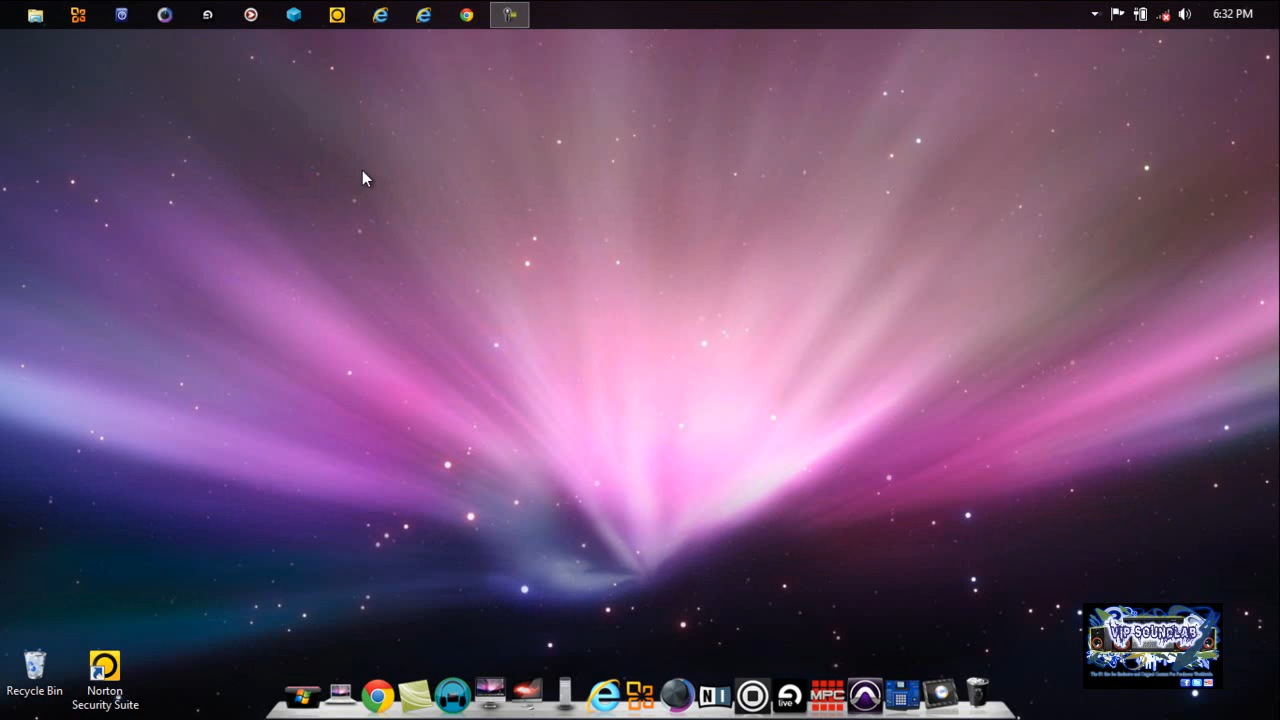 6:32 PM
VIP SOUNDLAB
Recycle Bin
Norton
Security Suite
NI
live
MPC